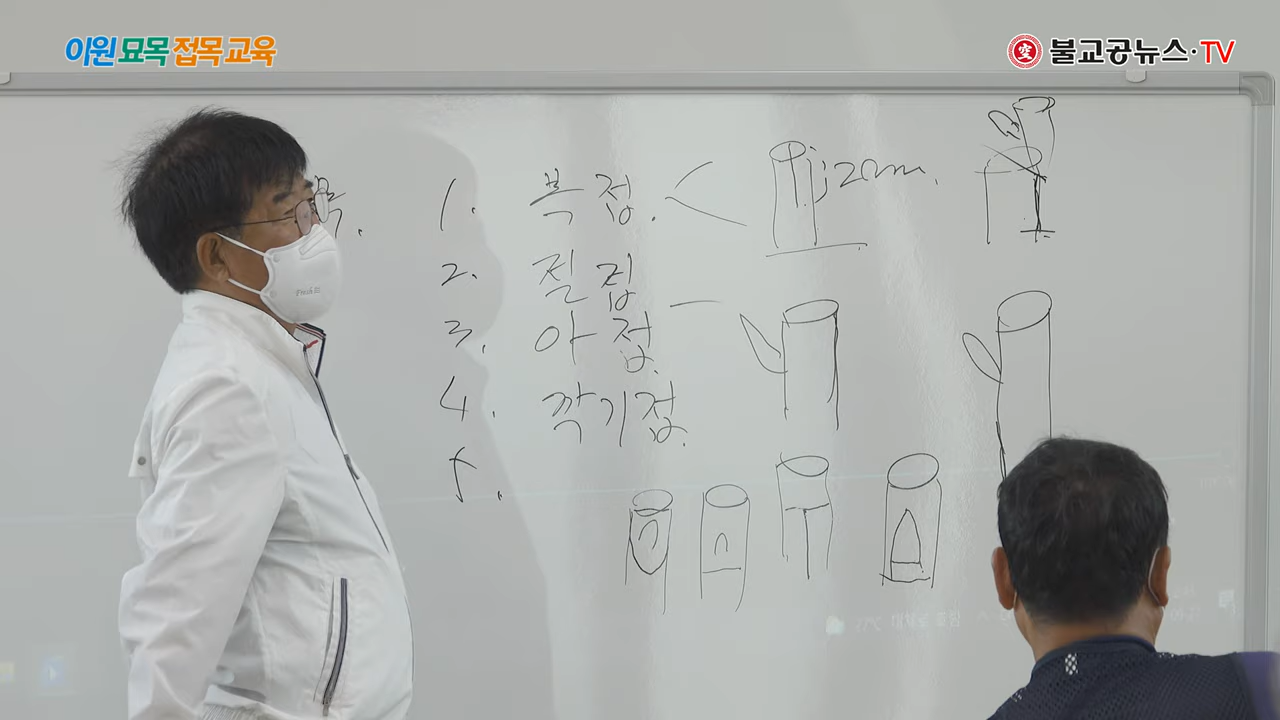 이원 묘목 접목 교육
불교공뉴스·TV
1. 복접. 2cm.
2. 절접
3. 아접.
4. 깍기접.
5.